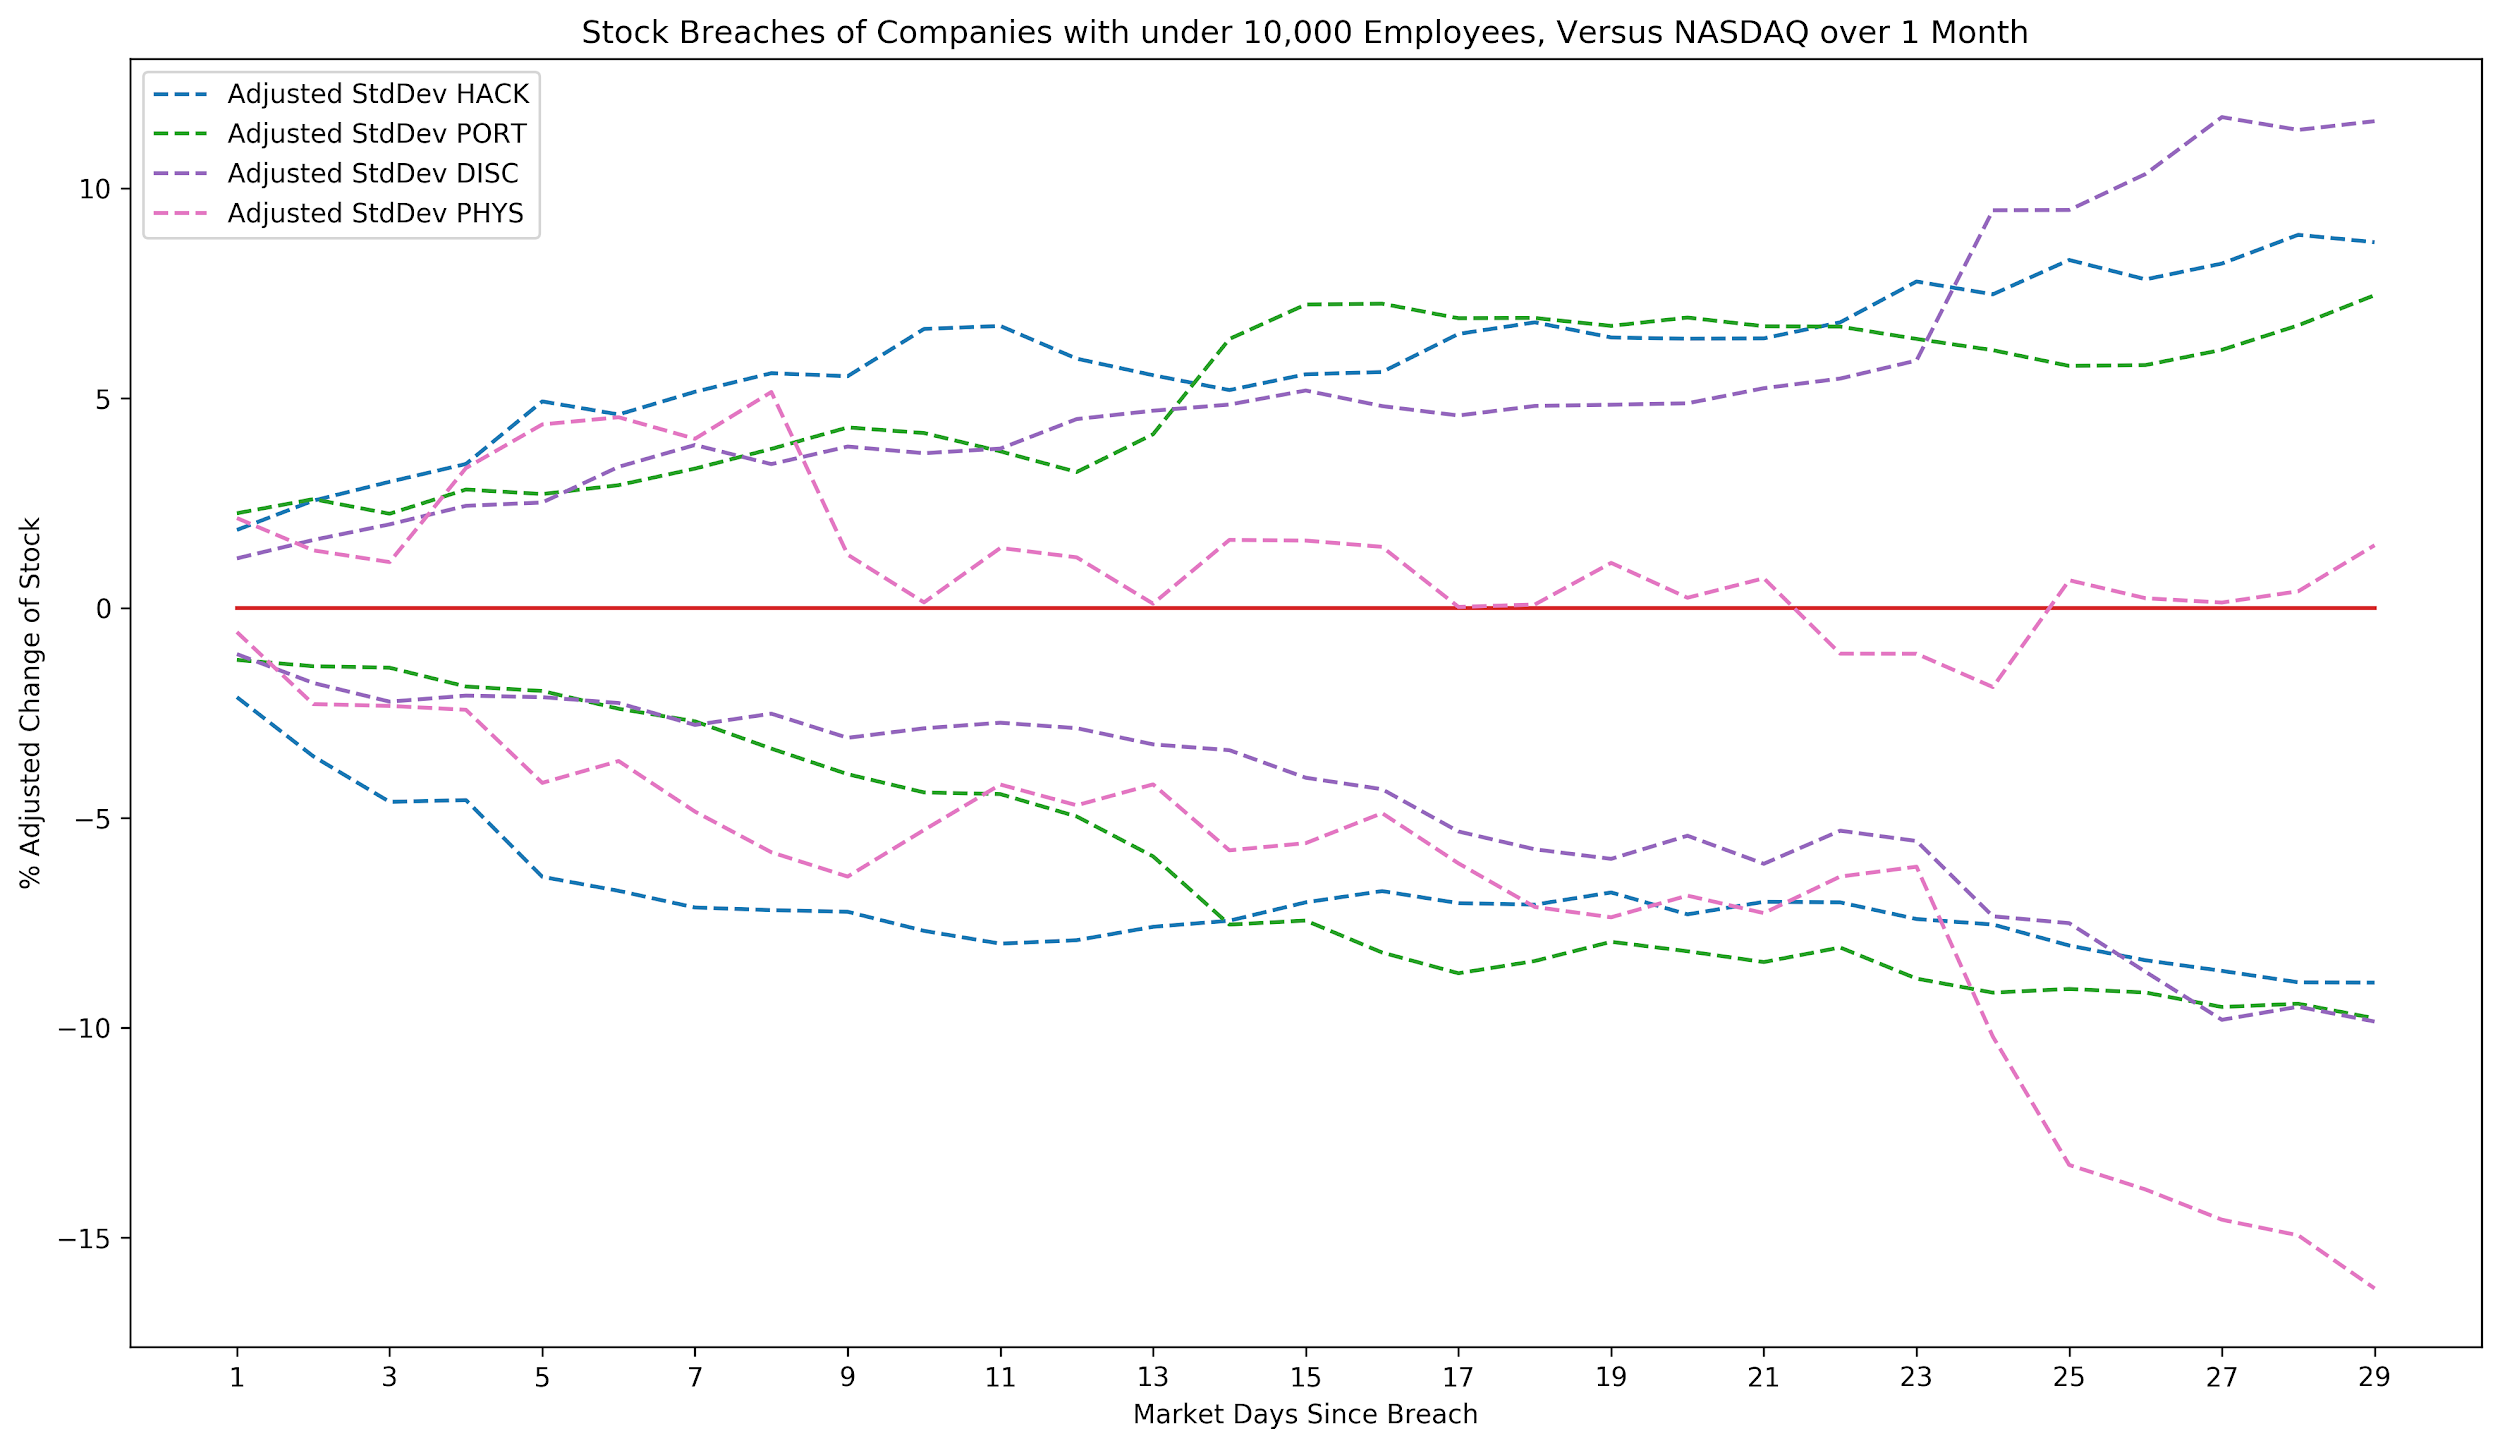 Stock Breaches of Companies with under 10,000 Employees, Versus NASDAQ over 1 Month
Adjusted StdDev HACK
Adjusted StdDev PORT
Adjusted StdDev DISC
Adjusted StdDev PHYS
% Adjusted Change of Stock
10
5
0
−5
−10
−15
1 3 5 7 9 11 13 15 17 19 21 23 25 27 29
Market Days Since Breach